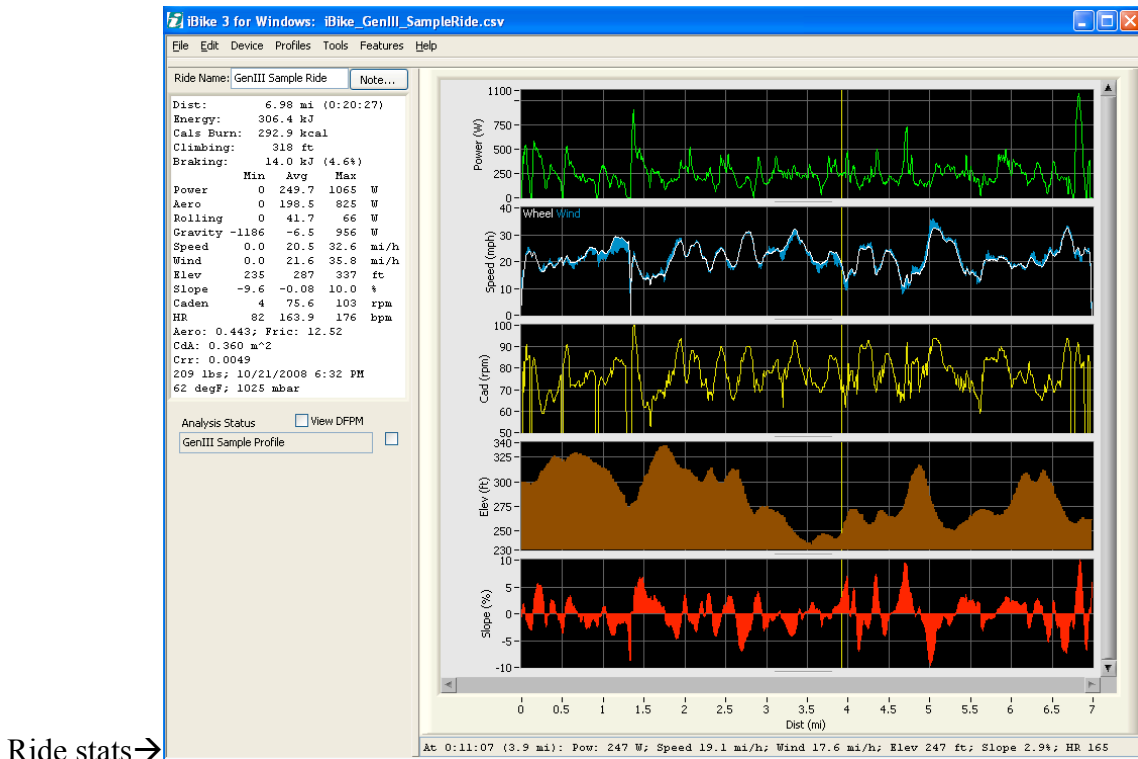 iBike 3 for Windows: iBike_GenIII_SampleRide.csv
File Edit Device Profiles Tools Features Help
Ride Name: GenIII Sample Ride Note...
Dist: 6.98 mi (0:20:27)
Energy: 306.4 kJ
Cals Burn: 292.9 kcal
Climbing: 318 ft
Braking: 14.0 kJ (4.6%)
Min Avg Max
Power 0 249.7 1065 W
Aero 0 198.5 825 W
Rolling 0 41.7 66 W
Gravity -1186 -6.5 956 W
Speed 0.0 20.5 32.6 mi/h
Wind 0.0 21.6 35.8 mi/h
Elev 235 287 337 ft
Slope -9.6 -0.08 10.0 %
Caden 4 75.6 103 rpm
HR 82 163.9 176 bpm
Aero: 0.443; Fric: 12.52
CdA: 0.360 m^2
Crr: 0.0049
209 lbs; 10/21/2008 6:32 PM
62 degF; 1025 mbar
Analysis Status View DFPM
GenIII Sample Profile
Power (W)
1100
750
500
250
0
Speed (mph)
Wheel Wind
40
30
20
10
0
Cad (rpm)
100
90
80
70
60
50
Elev (ft)
340
325
300
275
250
230
Slope (%)
10
5
0
-5
-10
0 0.5 1 1.5 2 2.5 3 3.5 4 4.5 5 5.5 6 6.5 7
Dist (mi)
At 0:11:07 (3.9 mi): Pow: 247 W; Speed 19.1 mi/h; Wind 17.6 mi/h; Elev 247 ft; Slope 2.9%; HR 165
Ride stats→